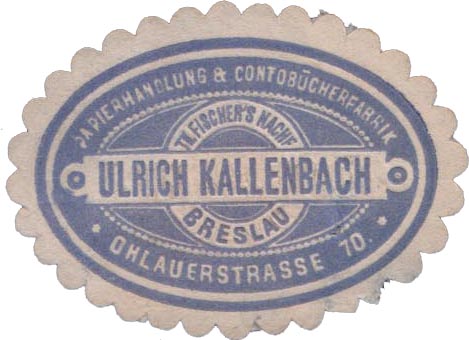 PAPIERHANDLUNG & CONTOBÜCHERFABRIK
TH. FISCHER'S NACHF.
ULRICH KALLENBACH
BRESLAU
* OHLAUERSTRASSE 70. *